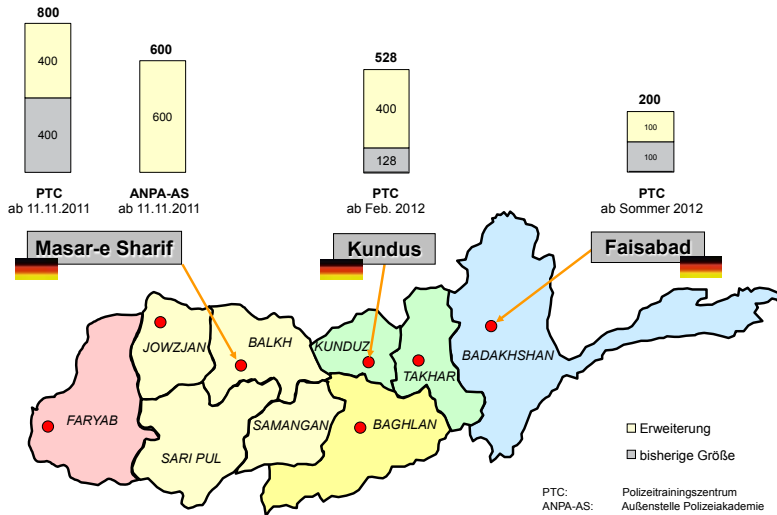 800
400
400
PTC
ab 11.11.2011
600
600
ANPA-AS
ab 11.11.2011
528
400
128
PTC
ab Feb. 2012
200
100
100
PTC
ab Sommer 2012
Masar-e Sharif
Kundus
Faisabad
JOWZJAN
BALKH
KUNDUZ
TAKHAR
BADAKHSHAN
FARYAB
SARI PUL
SAMANGAN
BAGHLAN
Erweiterung
bisherige Größe
PTC: Polizeitrainingszentrum
ANPA-AS: Außenstelle Polizeiakademie